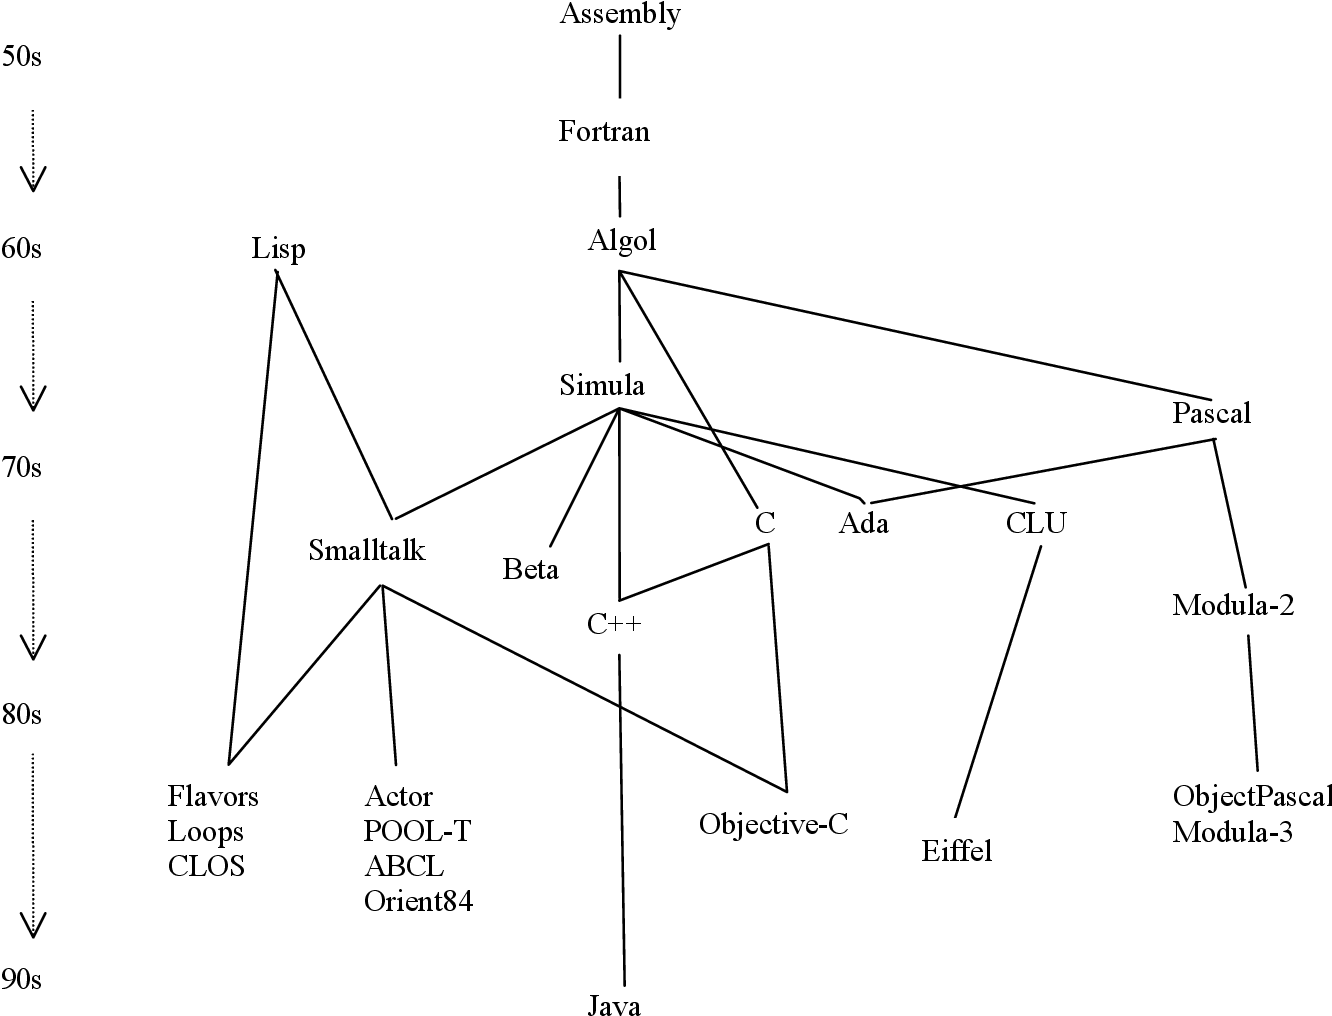 Assembly
50s
Fortran
60s
Lisp
Algol
Simula
Pascal
70s
Smalltalk
Beta
C
Ada
CLU
C++
Modula-2
80s
Flavors
Loops
CLOS
Actor
POOL-T
ABCL
Orient84
Objective-C
Eiffel
ObjectPascal
Modula-3
90s
Java